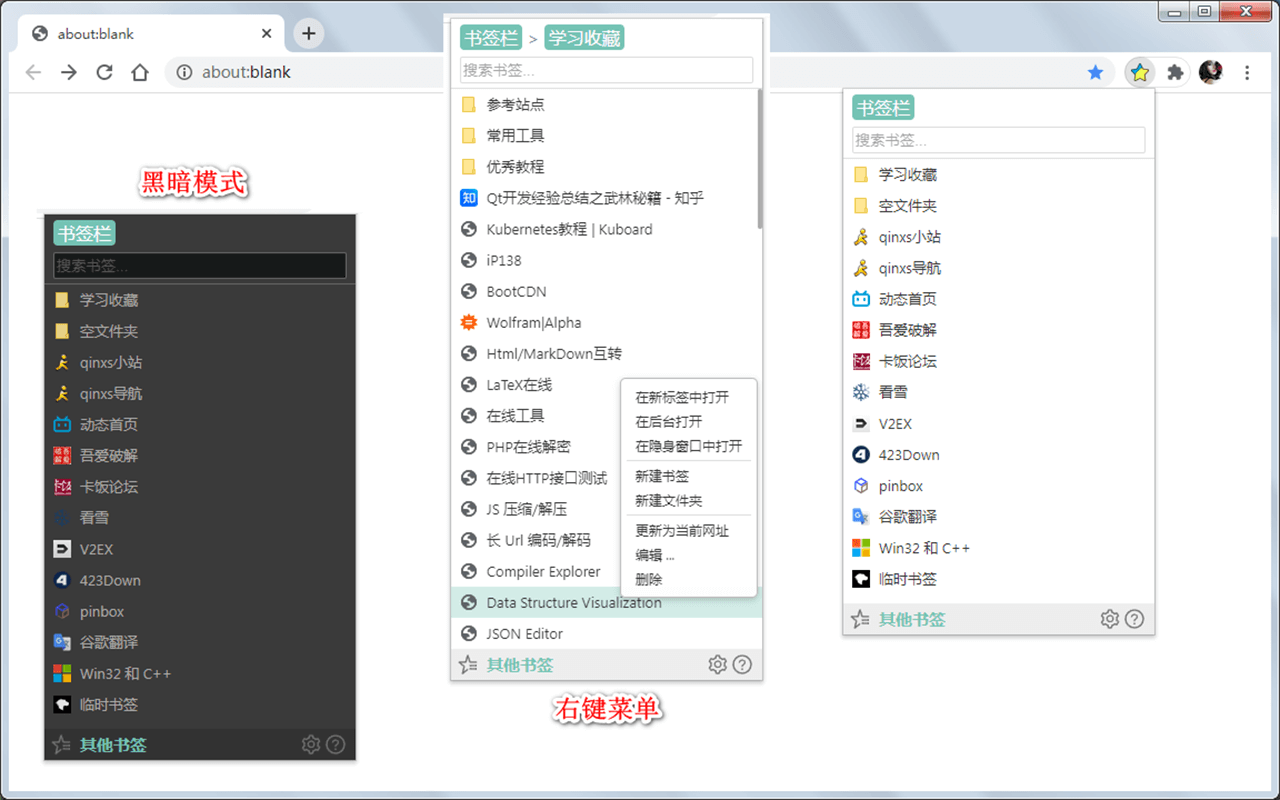 about:blank
about:blank
黑暗模式
书签栏
搜索书签...
学习收藏
空文件夹
qinxs小站
qinxs导航
动态首页
吾爱破解
卡饭论坛
看雪
V2EX
423Down
pinbox
谷歌翻译
Win32 和 C++
临时书签
其他书签
书签栏 > 学习收藏
搜索书签...
参考站点
常用工具
优秀教程
知 Qt开发经验总结之武林秘籍 - 知乎
Kubernetes教程 | Kuboard
iP138
BootCDN
Wolfram|Alpha
Html/MarkDown互转
LaTeX在线
在线工具
PHP在线解密
在线HTTP接口测试
JS 压缩/解压
长 Url 编码/解码
Compiler Explorer
Data Structure Visualization
JSON Editor
其他书签
在新标签中打开
在后台打开
在隐身窗口中打开
新建书签
新建文件夹
更新为当前网址
编辑 ...
删除
右键菜单
书签栏
搜索书签...
学习收藏
空文件夹
qinxs小站
qinxs导航
动态首页
吾爱破解
卡饭论坛
看雪
V2EX
423Down
pinbox
谷歌翻译
Win32 和 C++
临时书签
其他书签